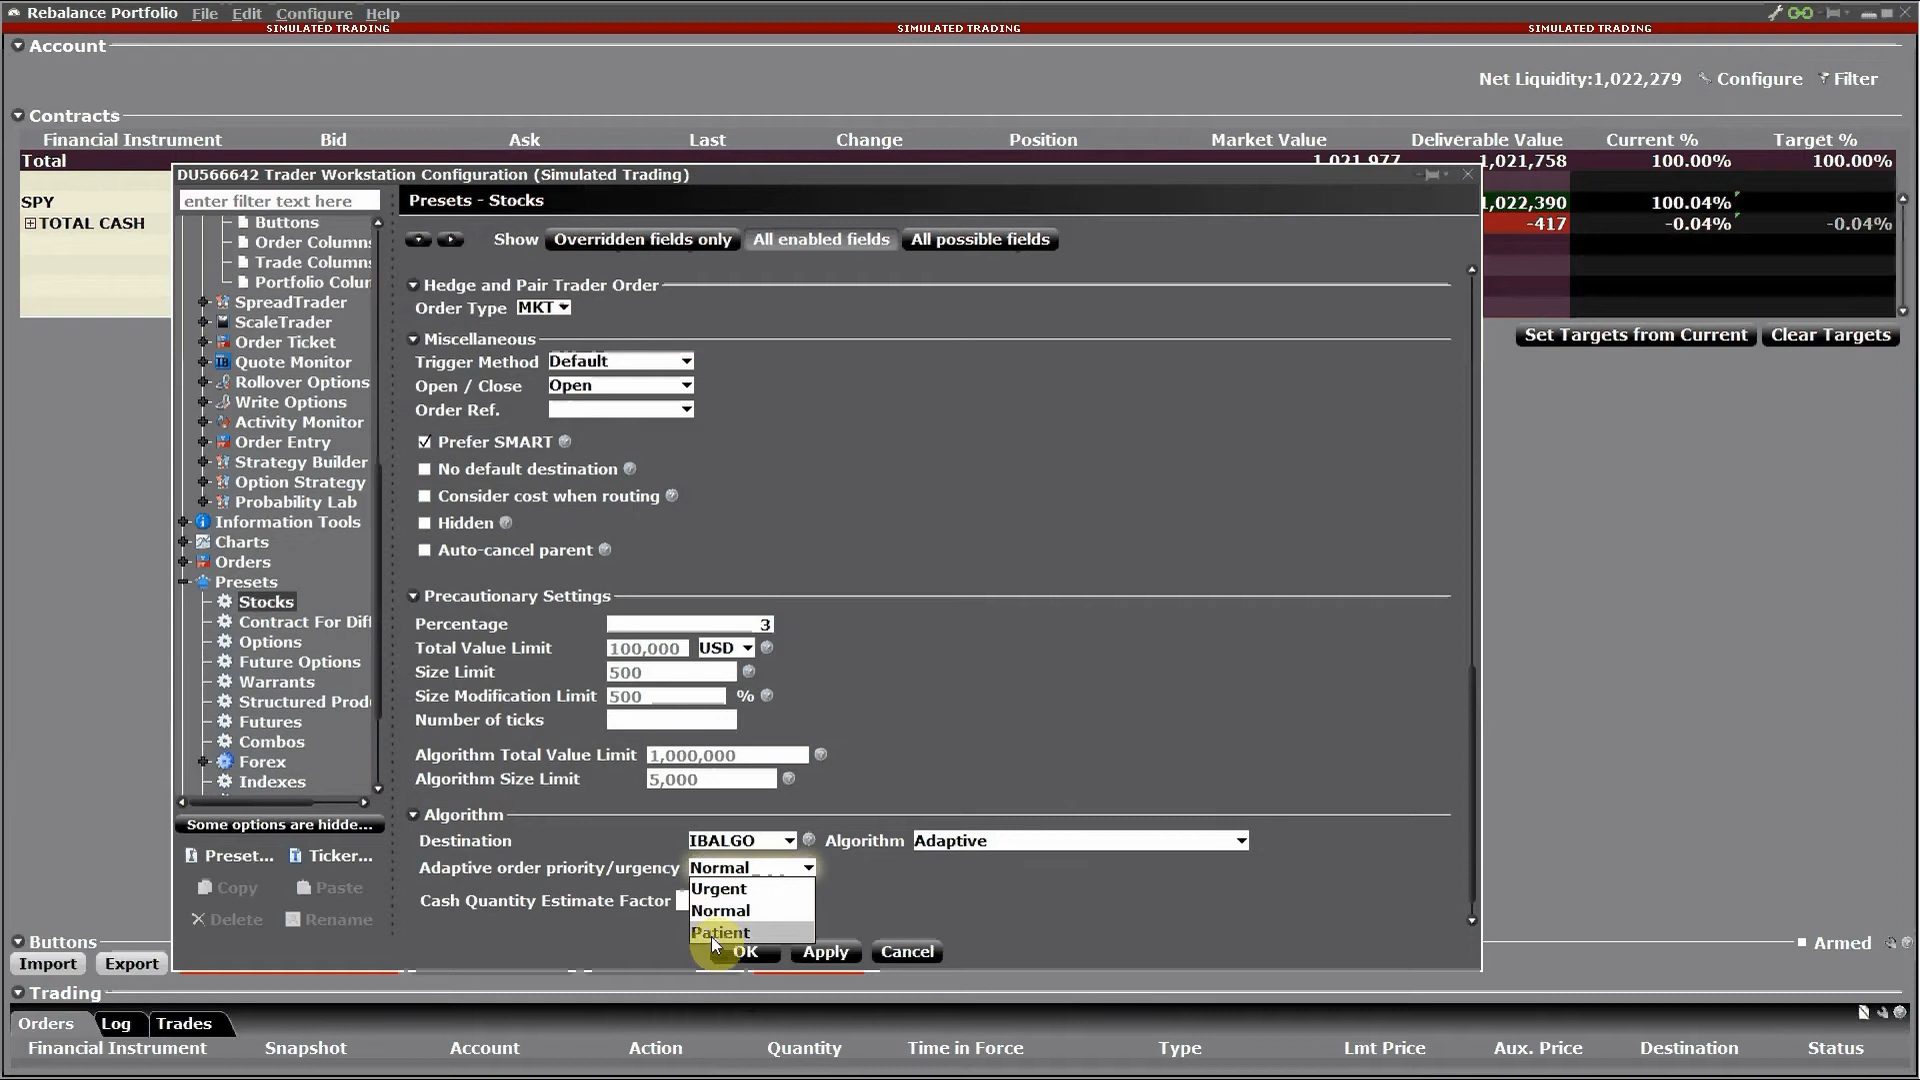 Rebalance Portfolio File Edit Configure Help
SIMULATED TRADING SIMULATED TRADING SIMULATED TRADING
Account
Net Liquidity:1,022,279 Configure Filter
Contracts
Financial Instrument Bid Ask Last Change Position Market Value Deliverable Value Current % Target %
Total 1,021,977 1,021,758 100.00% 100.00%
DU566642 Trader Workstation Configuration (Simulated Trading)
SPY 1,022,390 100.04%
TOTAL CASH -417 -0.04% -0.04%
Set Targets from Current Clear Targets
enter filter text here
Buttons
Order Columns
Trade Columns
Portfolio Colur
SpreadTrader
ScaleTrader
Order Ticket
IB Quote Monitor
Rollover Options
Write Options
Activity Monitor
Order Entry
Strategy Builder
Option Strategy
Probability Lab
Information Tools
Charts
Orders
Presets
Stocks
Contract For Diff
Options
Future Options
Warrants
Structured Prod
Futures
Combos
Forex
Indexes
Some options are hidde...
Preset... Ticker...
Copy Paste
Delete Rename
Presets - Stocks
Show Overridden fields only All enabled fields All possible fields
Hedge and Pair Trader Order
Order Type MKT
Miscellaneous
Trigger Method Default
Open / Close Open
Order Ref.
Prefer SMART
No default destination
Consider cost when routing
Hidden
Auto-cancel parent
Precautionary Settings
Percentage 3
Total Value Limit 100,000 USD
Size Limit 500
Size Modification Limit 500 %
Number of ticks
Algorithm Total Value Limit 1,000,000
Algorithm Size Limit 5,000
Algorithm
Destination IBALGO Algorithm Adaptive
Adaptive order priority/urgency Normal
Urgent
Cash Quantity Estimate Factor
Normal
Patient
OK Apply Cancel
Buttons Armed
Import Export
Trading
Orders Log Trades
Financial Instrument Snapshot Account Action Quantity Time in Force Type Lmt Price Aux. Price Destination Status